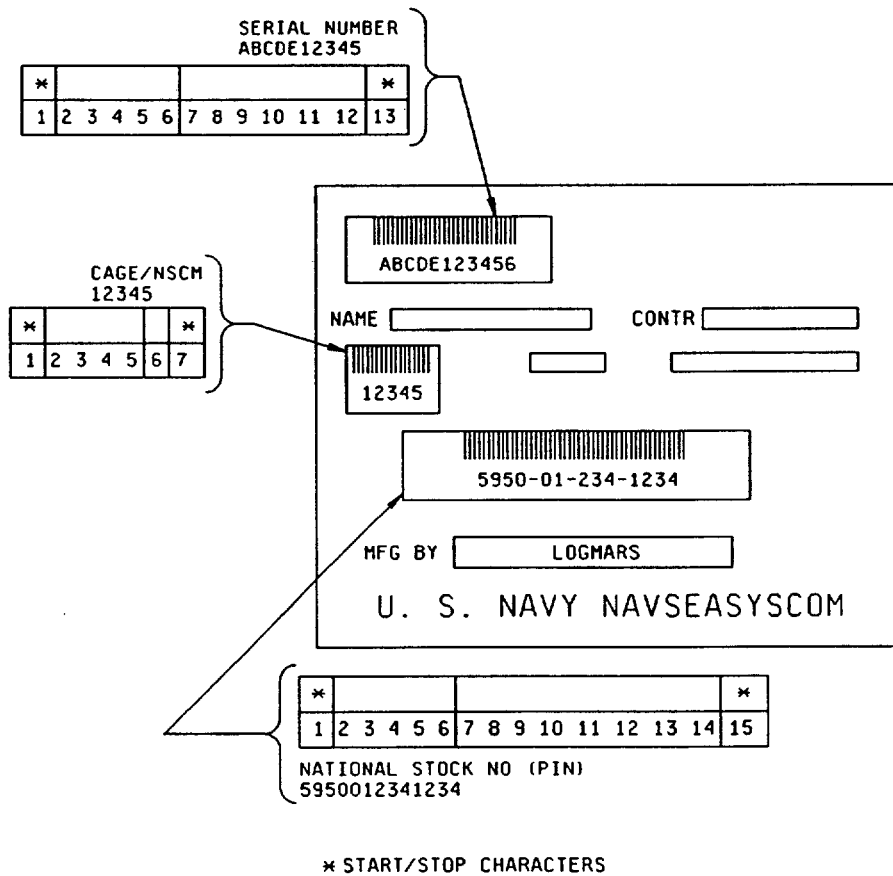 SERIAL NUMBER
ABCDE12345
* *
1 2 3 4 5 6 7 8 9 10 11 12 13
ABCDE123456
CAGE/NSCM
12345
* *
1 2 3 4 5 6 7
NAME CONTR
12345
5950-01-234-1234
MFG BY LOGMARS
U. S. NAVY NAVSEASYSCOM
* *
1 2 3 4 5 6 7 8 9 10 11 12 13 14 15
NATIONAL STOCK NO (PIN)
5950012341234
* START/STOP CHARACTERS